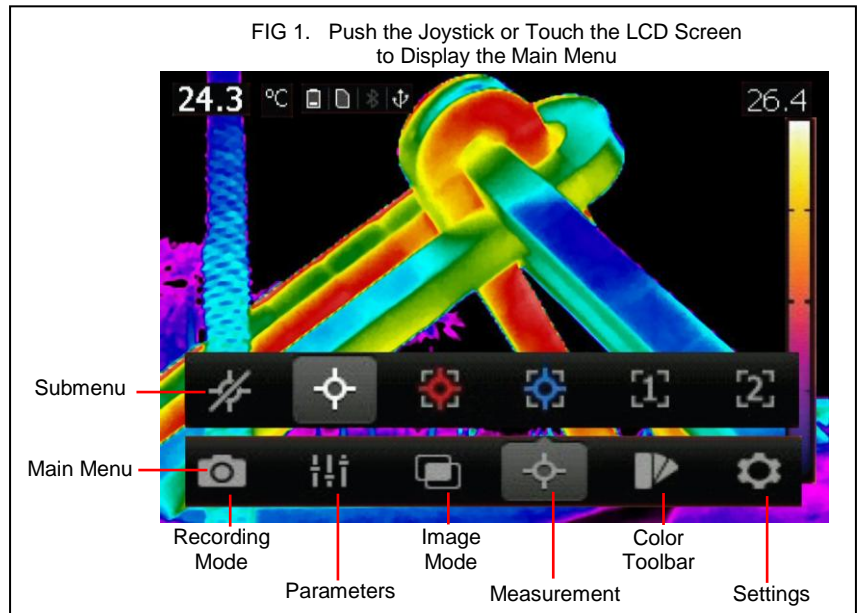 FIG 1. Push the Joystick or Touch the LCD Screen
to Display the Main Menu
24.3 °C 26.4
Submenu
1 2
Main Menu
Recording Mode
Image Mode
Color Toolbar
Parameters Measurement Settings